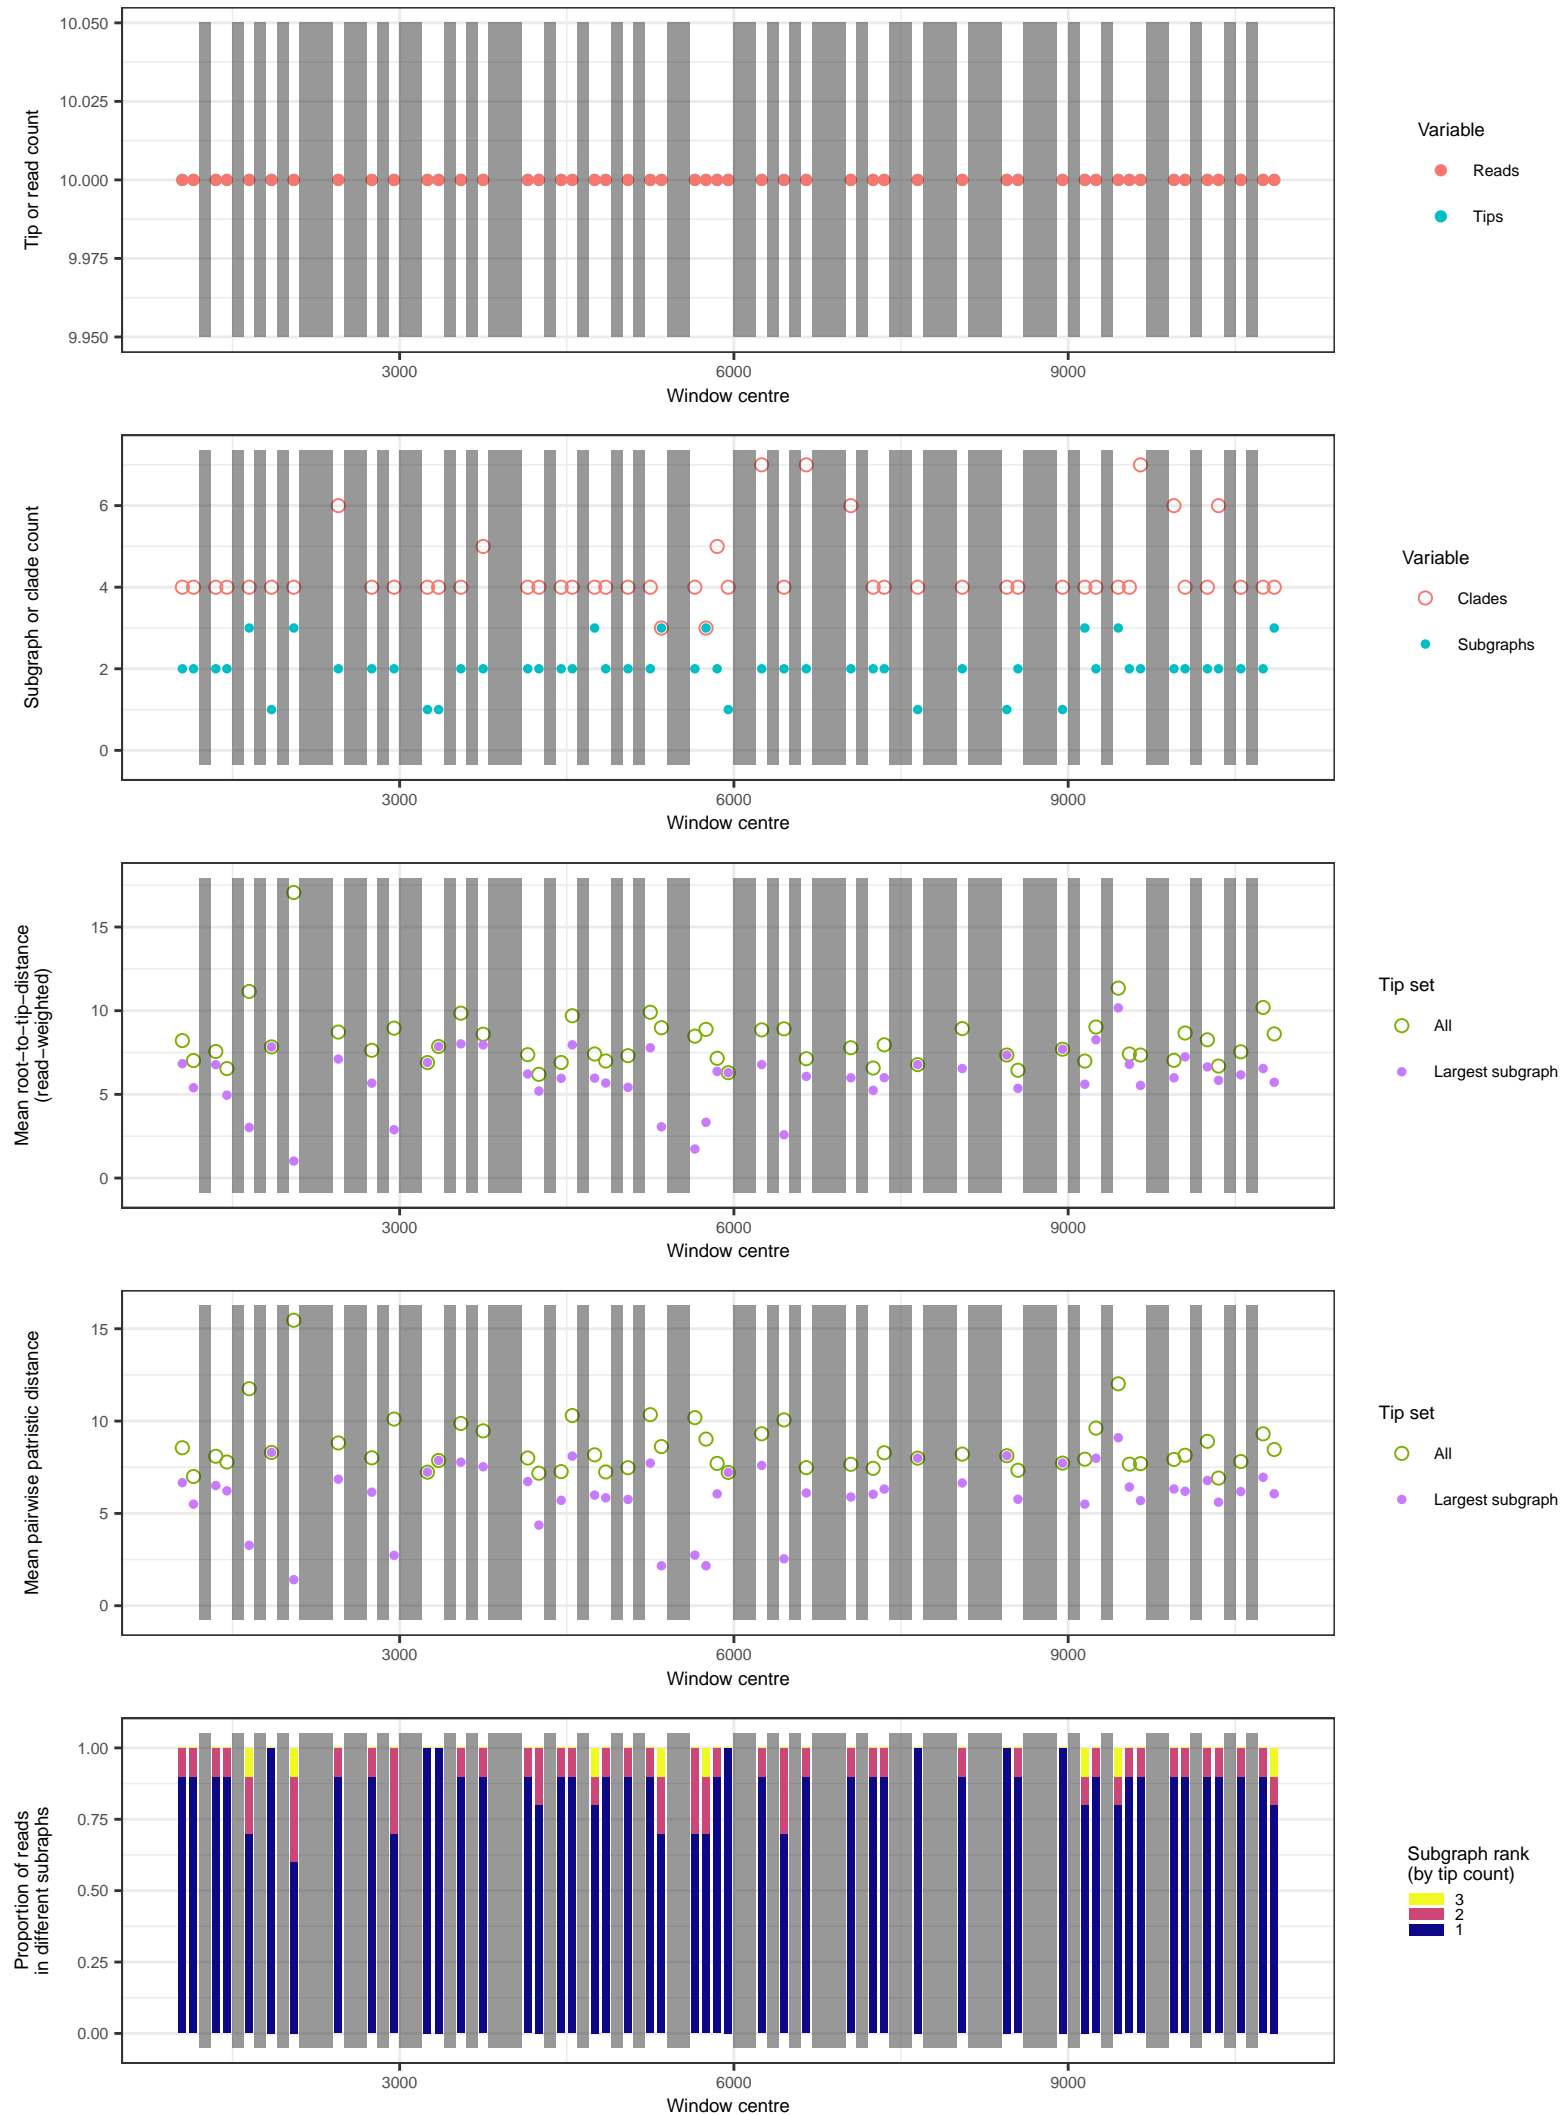 10.050
10.025
10.000
9.975
9.950
Tip or read count
3000
6000
9000
Window centre
Variable
Reads
Tips
6
4
2
0
Subgraph or clade count
3000
6000
9000
Window centre
Variable
Clades
Subgraphs
15
10
5
0
Mean root−to−tip−distance
(read−weighted)
3000
6000
9000
Window centre
Tip set
All
Largest subgraph
15
10
5
0
Mean pairwise patristic distance
3000
6000
9000
Window centre
Tip set
All
Largest subgraph
1.00
0.75
0.50
0.25
0.00
Proportion of reads
in different subraphs
3000
6000
9000
Window centre
Subgraph rank
(by tip count)
3
2
1